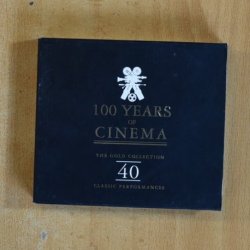 100 YEARS
OF
CINEMA
THE GOLD COLLECTION
40
CLASSIC PERFORMANCES